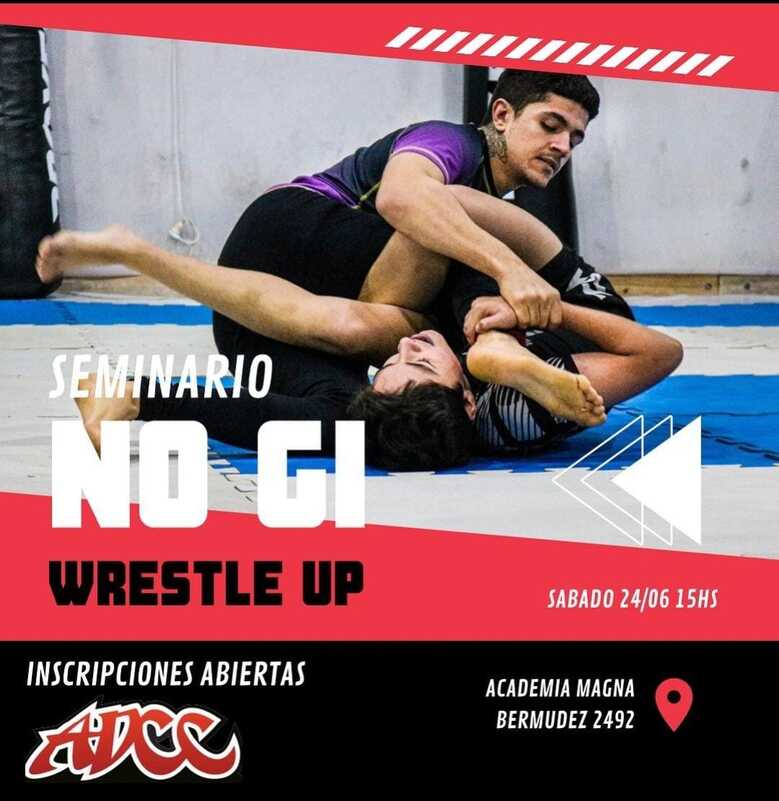 SEMINARIO
NO GI
WRESTLE UP
SABADO 24/06 15HS
INSCRIPCIONES ABIERTAS
ADCC
ACADEMIA MAGNA
BERMUDEZ 2492